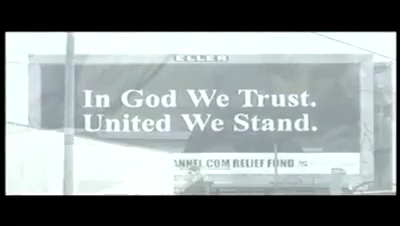 ELLER
In God We Trust.
United We Stand.
ANNEL.COM RELIEF FUND